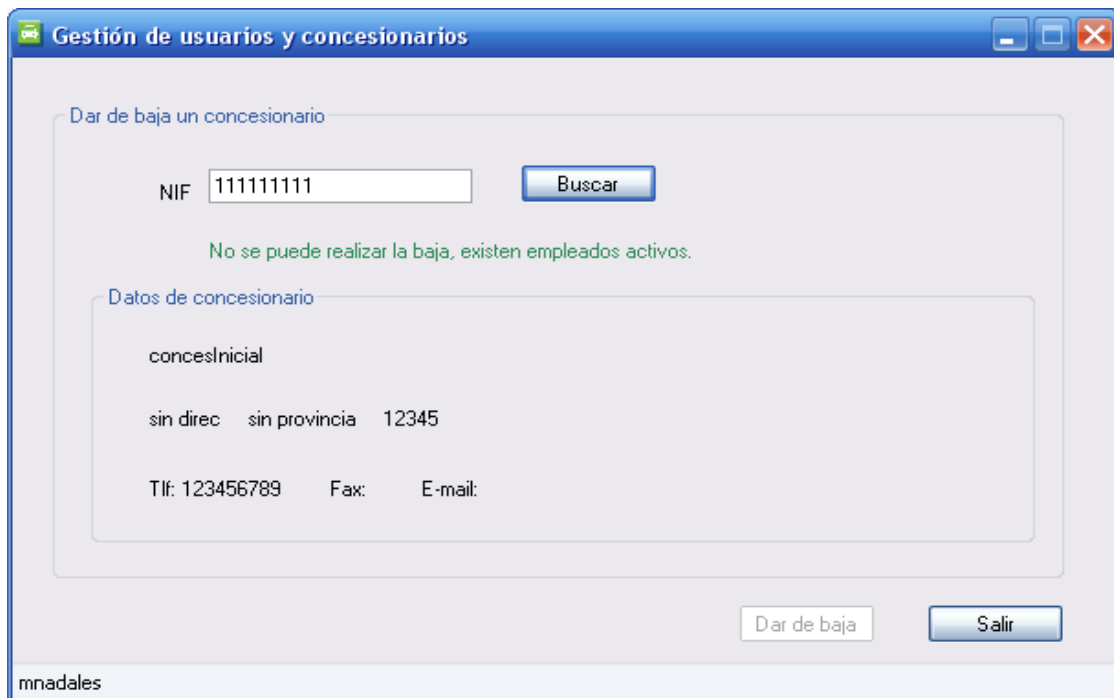 Gestión de usuarios y concesionarios
Dar de baja un concesionario
NIF 111111111 Buscar
No se puede realizar la baja, existen empleados activos.
Datos de concesionario
concesInicial
sin direc sin provincia 12345
Tlf: 123456789 Fax: E-mail:
Dar de baja Salir
mnadales